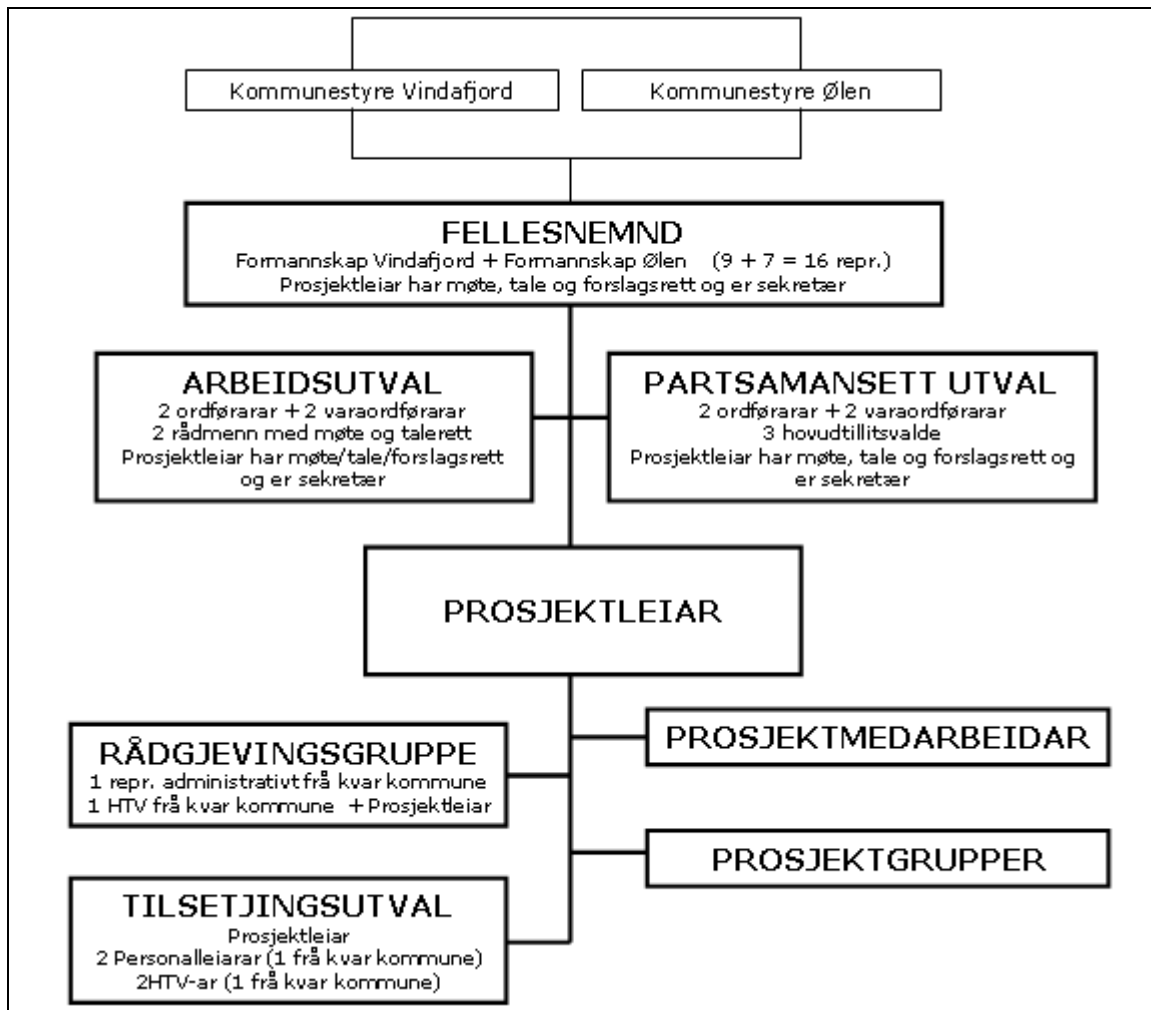 Kommunestyre Vindafjord
Kommunestyre Ølen
FELLESNEMND
Formannskap Vindafjord + Formannskap Ølen (9 + 7 = 16 repr.)
Prosjektleiar har møte, tale og forslagsrett og er sekretær
ARBEIDSUTVAL
2 ordførarar + 2 varaordførarar
2 rådmenn med møte og talerett
Prosjektleiar har møte/tale/forslagsrett
og er sekretær
PARTSAMANSETT UTVAL
2 ordførarar + 2 varaordførarar
3 hovudtillitsvalde
Prosjektleiar har møte, tale og forslagsrett og
er sekretær
PROSJEKTLEIAR
RÅDGJEVINGSGRUPPE
1 repr. administrativt frå kvar kommune
1 HTV frå kvar kommune + Prosjektleiar
PROSJEKTMEDARBEIDAR
PROSJEKTGRUPPER
TILSETJINGSUTVAL
Prosjektleiar
2 Personalleiarar (1 frå kvar kommune)
2HTV-ar (1 frå kvar kommune)